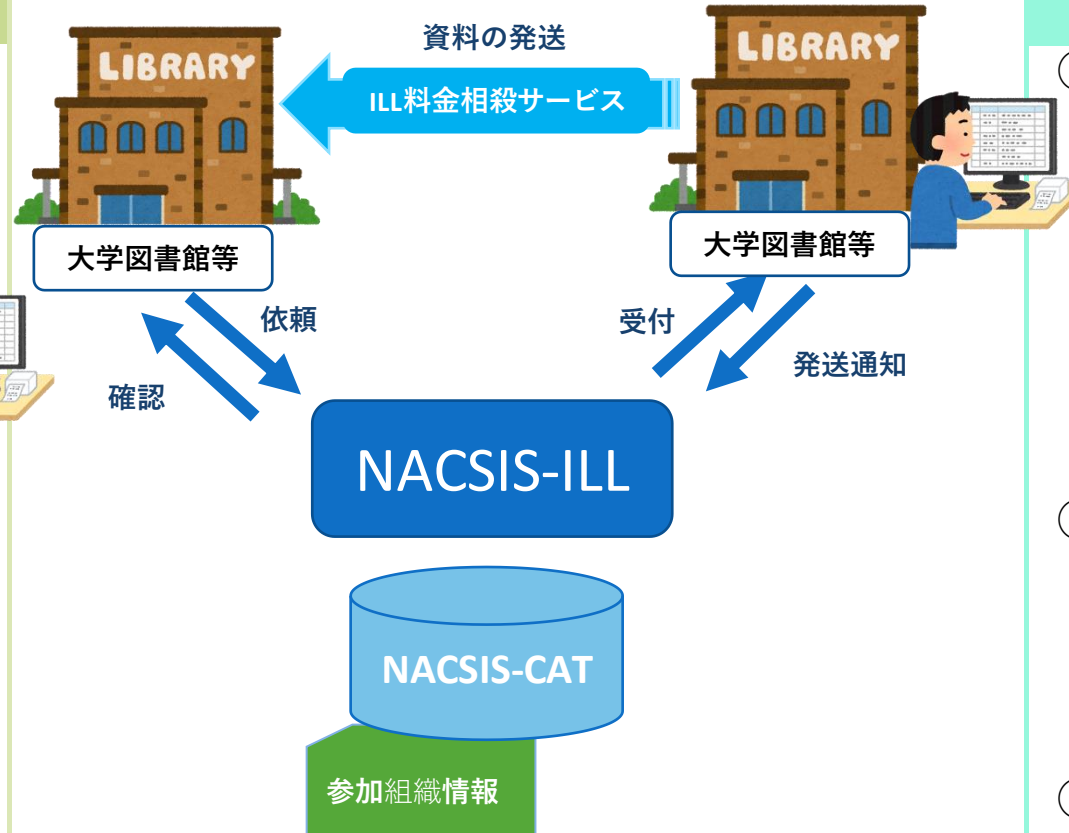 資料の発送
LIBRARY
ILL料金相殺サービス
LIBRARY
大学図書館等
大学図書館等
依頼
確認
受付
発送通知
NACSIS-ILL
NACSIS-CAT
参加組織情報